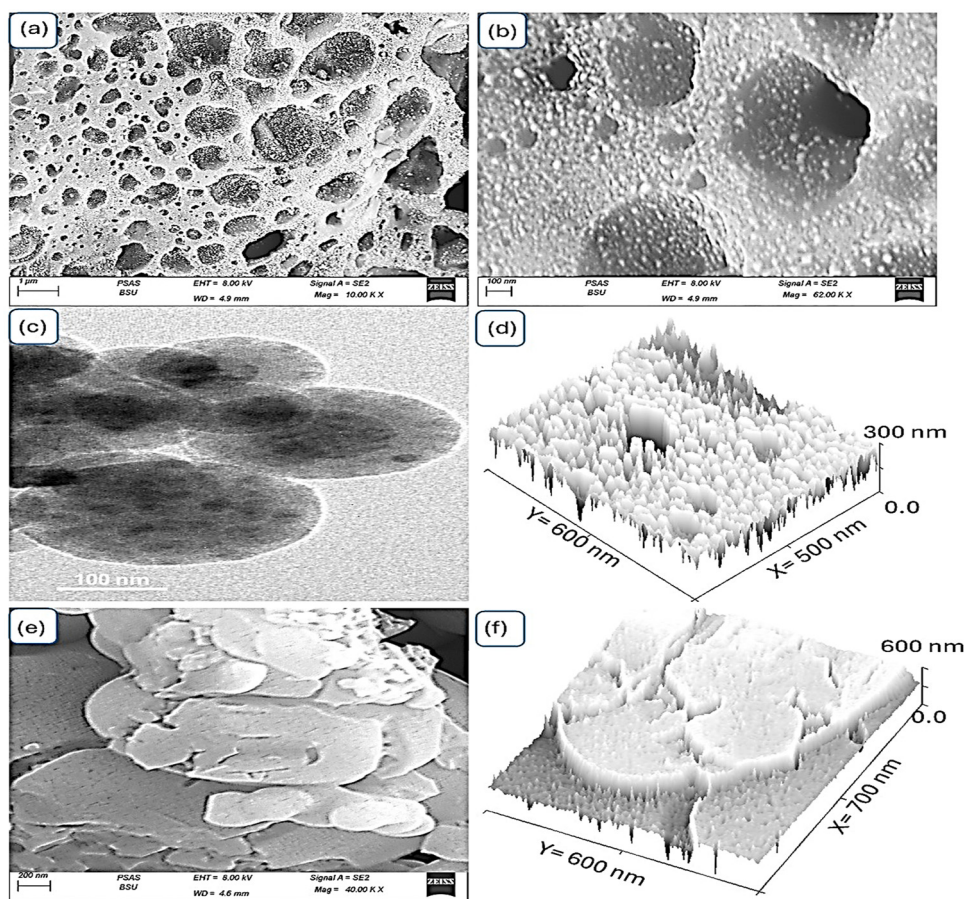 (a)
1 µm
PSAS
BSU
EHT = 8.00 kV
WD = 4.9 mm
Signal A = SE2
Mag = 10.00 K X
ZEISS
(b)
100 nm
PSAS
BSU
EHT = 8.00 kV
WD = 4.9 mm
Signal A = SE2
Mag = 62.00 K X
ZEISS
(c)
100 nm
(d)
300 nm
0.0
Y= 600 nm
X= 500 nm
(e)
200 nm
PSAS
BSU
EHT = 8.00 kV
WD = 4.6 mm
Signal A = SE2
Mag = 40.00 K X
ZEISS
(f)
600 nm
0.0
X= 700 nm
Y= 600 nm